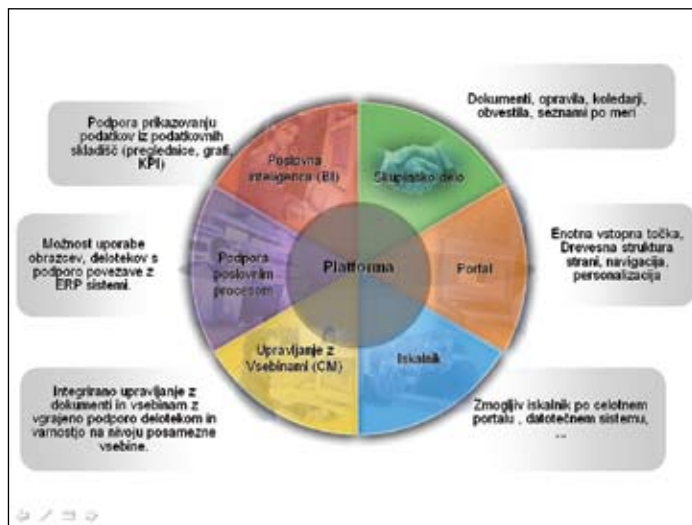 Dokumenti, opravila, koledarji,
obvestila, seznami po meri
Podpora prikazovanju
podatkov iz podatkovnih
skladišč (preglednice, grafi,
KPI)
Poslovna
inteligenca (BI)
Skupinsko delo
Enotna vstopna točka,
Drevesna struktura
strani, navigacija,
personalizacija
Možnost uporabe
obrazcev, delotekov s
podporo povezave z
ERP sistemi.
Podpora
poslovnim
procesom
Platforma
Portal
Upravljanje z
Vsebinami (CM)
Iskalnik
Integrirano upravljanje z
dokumenti in vsebinam z
vgrajeno podporo delotekom in
varnostjo na nivoju posamezne
vsebine.
Zmogljiv iskalnik po celotnem
portalu , datotečnem sistemu,
...